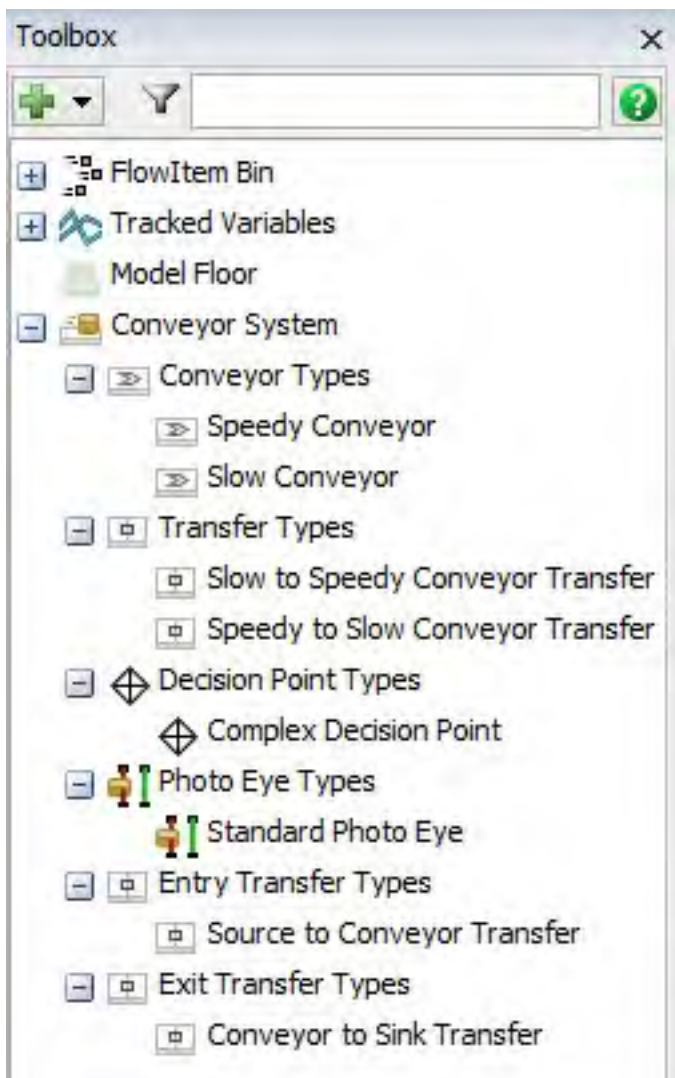 Toolbox
FlowItem Bin
Tracked Variables
Model Floor
Conveyor System
Conveyor Types
Speedy Conveyor
Slow Conveyor
Transfer Types
Slow to Speedy Conveyor Transfer
Speedy to Slow Conveyor Transfer
Decision Point Types
Complex Decision Point
Photo Eye Types
Standard Photo Eye
Entry Transfer Types
Source to Conveyor Transfer
Exit Transfer Types
Conveyor to Sink Transfer